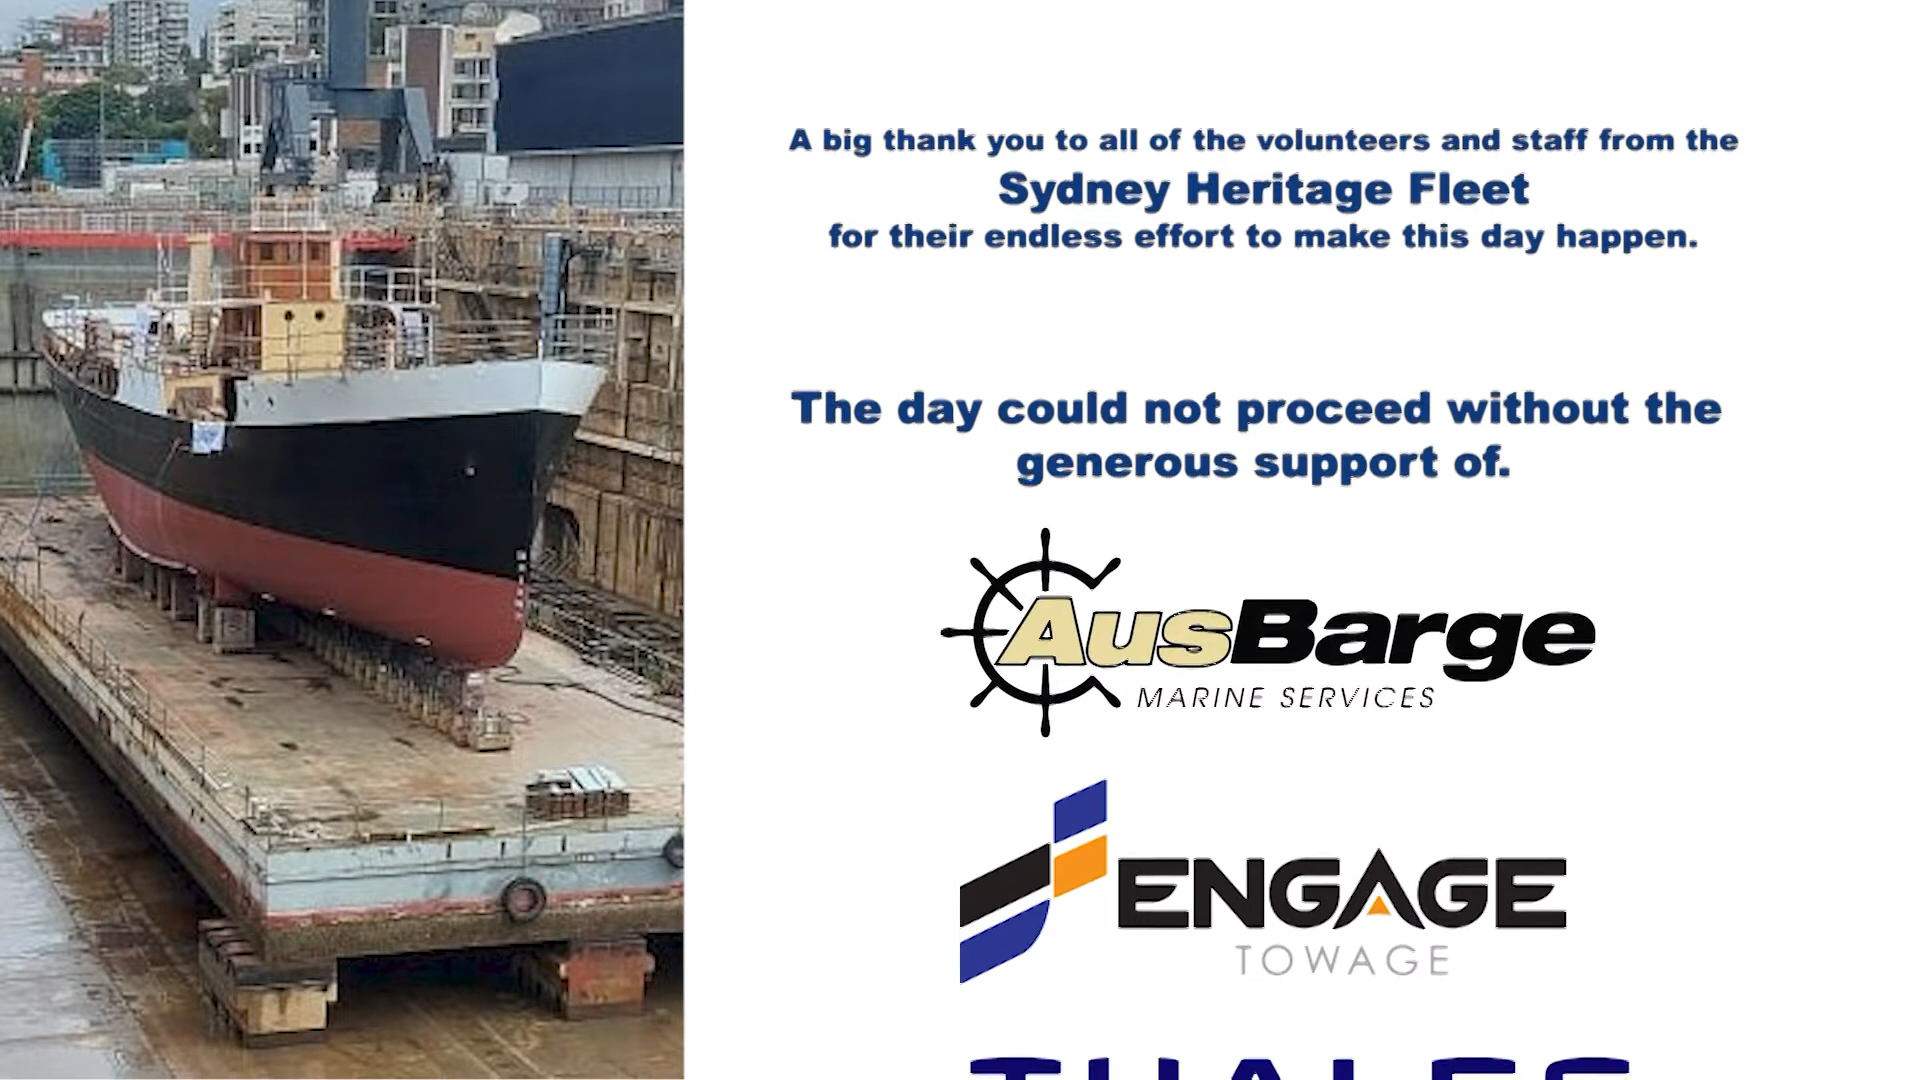 A big thank you to all of the volunteers and staff from the
Sydney Heritage Fleet
for their endless effort to make this day happen.
The day could not proceed without the
generous support of.
AusBarge
MARINE SERVICES
ENGAGE
TOWAGE
THALES